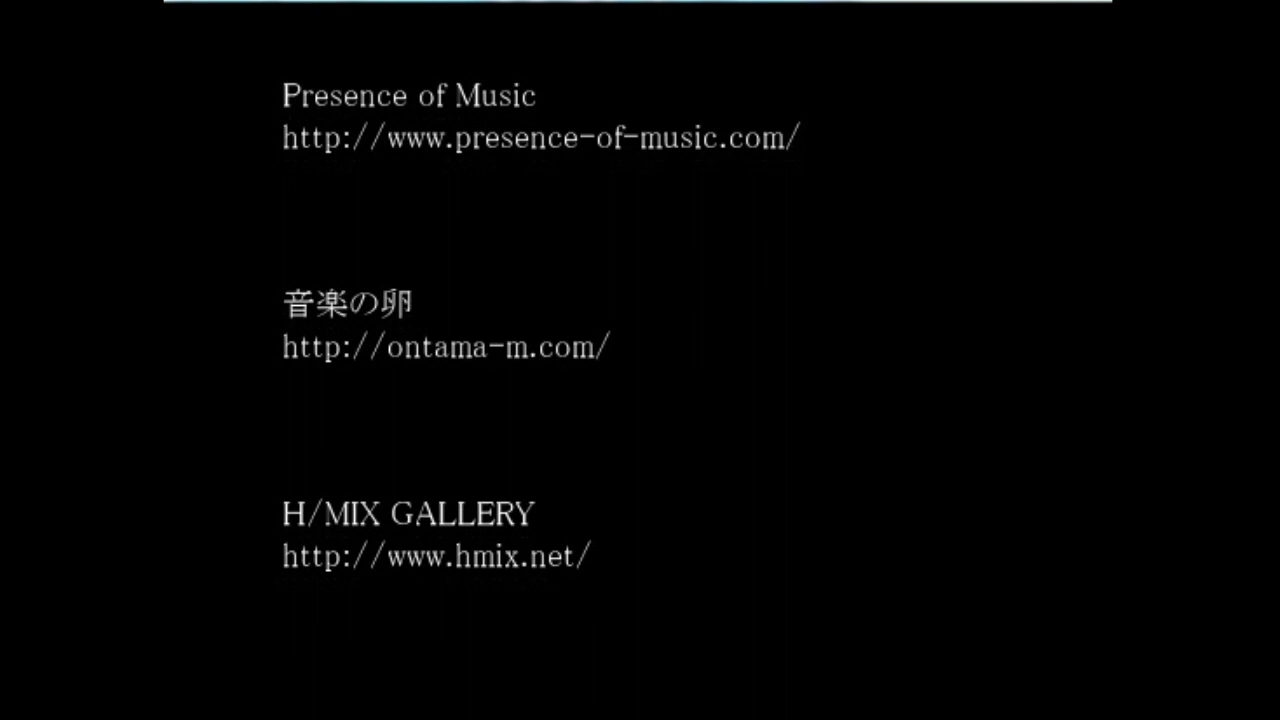 Presence of Music
http://www.presence-of-music.com/
音楽の卵
http://ontama-m.com/
H/MIX GALLERY
http://www.hmix.net/